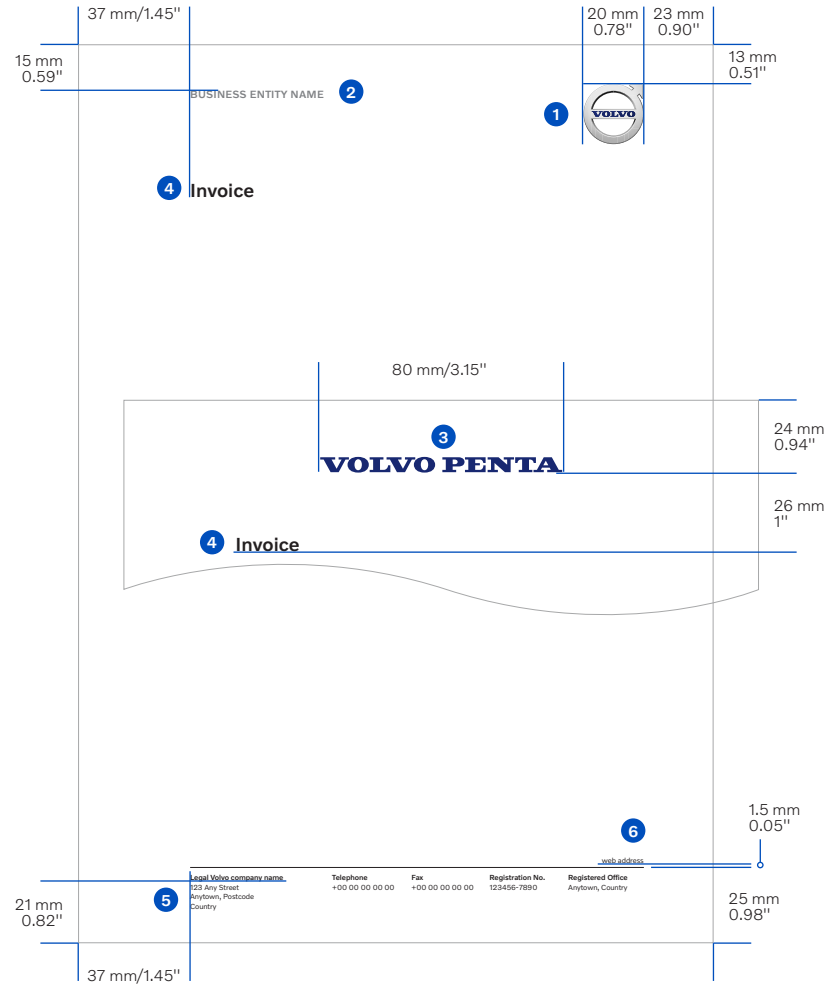 37 mm/1.45"
20 mm
0.78"
23 mm
0.90"
15 mm
0.59"
13 mm
0.51"
BUSINESS ENTITY NAME
2
1
VOLVO
4
Invoice
80 mm/3.15"
3
VOLVO PENTA
24 mm
0.94"
26 mm
1"
4
Invoice
6
1.5 mm
0.05"
web address
Legal Volvo company name
123 Any Street
Anytown, Postcode
Country
Telephone
+00 00 00 00 00
Fax
+00 00 00 00 00
Registration No.
123456-7890
Registered Office
Anytown, Country
5
21 mm
0.82"
25 mm
0.98"
37 mm/1.45"